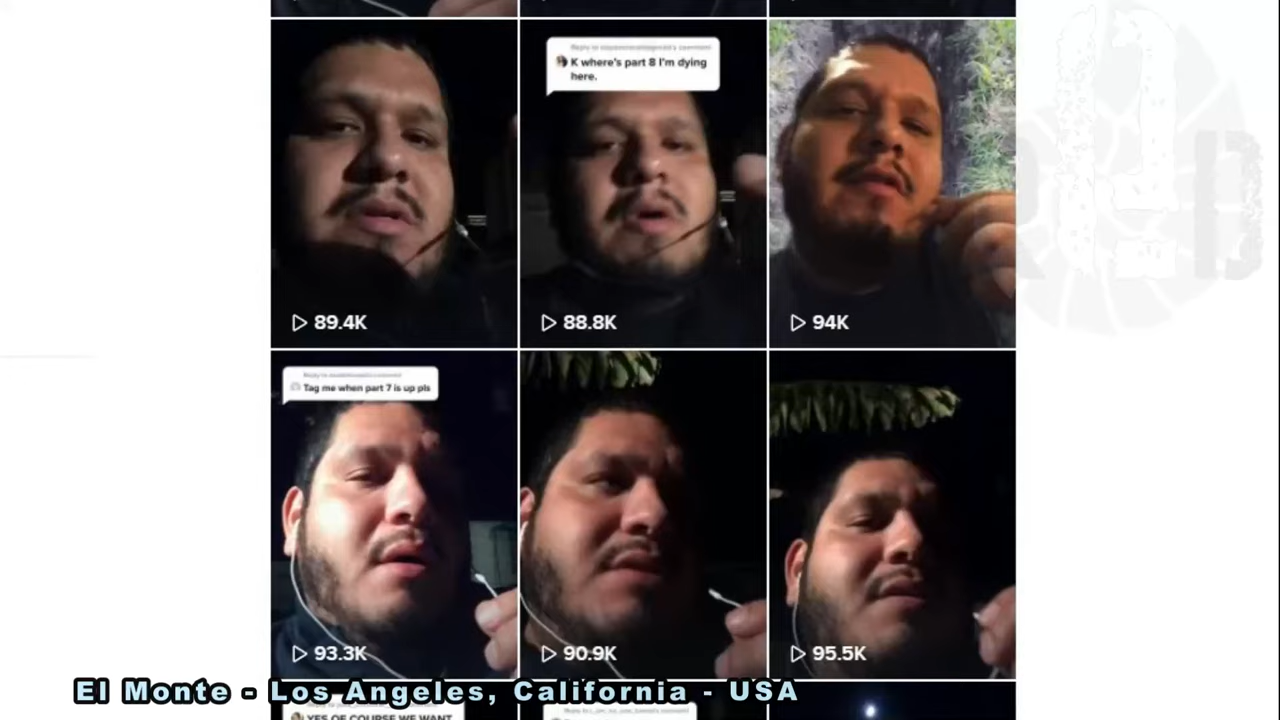 K where's part 8 I'm dying
here.
89.4K
88.8K
94K
Tag me when part 7 is up pls
93.3K
90.9K
95.5K
El Monte - Los Angeles, California - USA
YES OF COURSE WE WANT